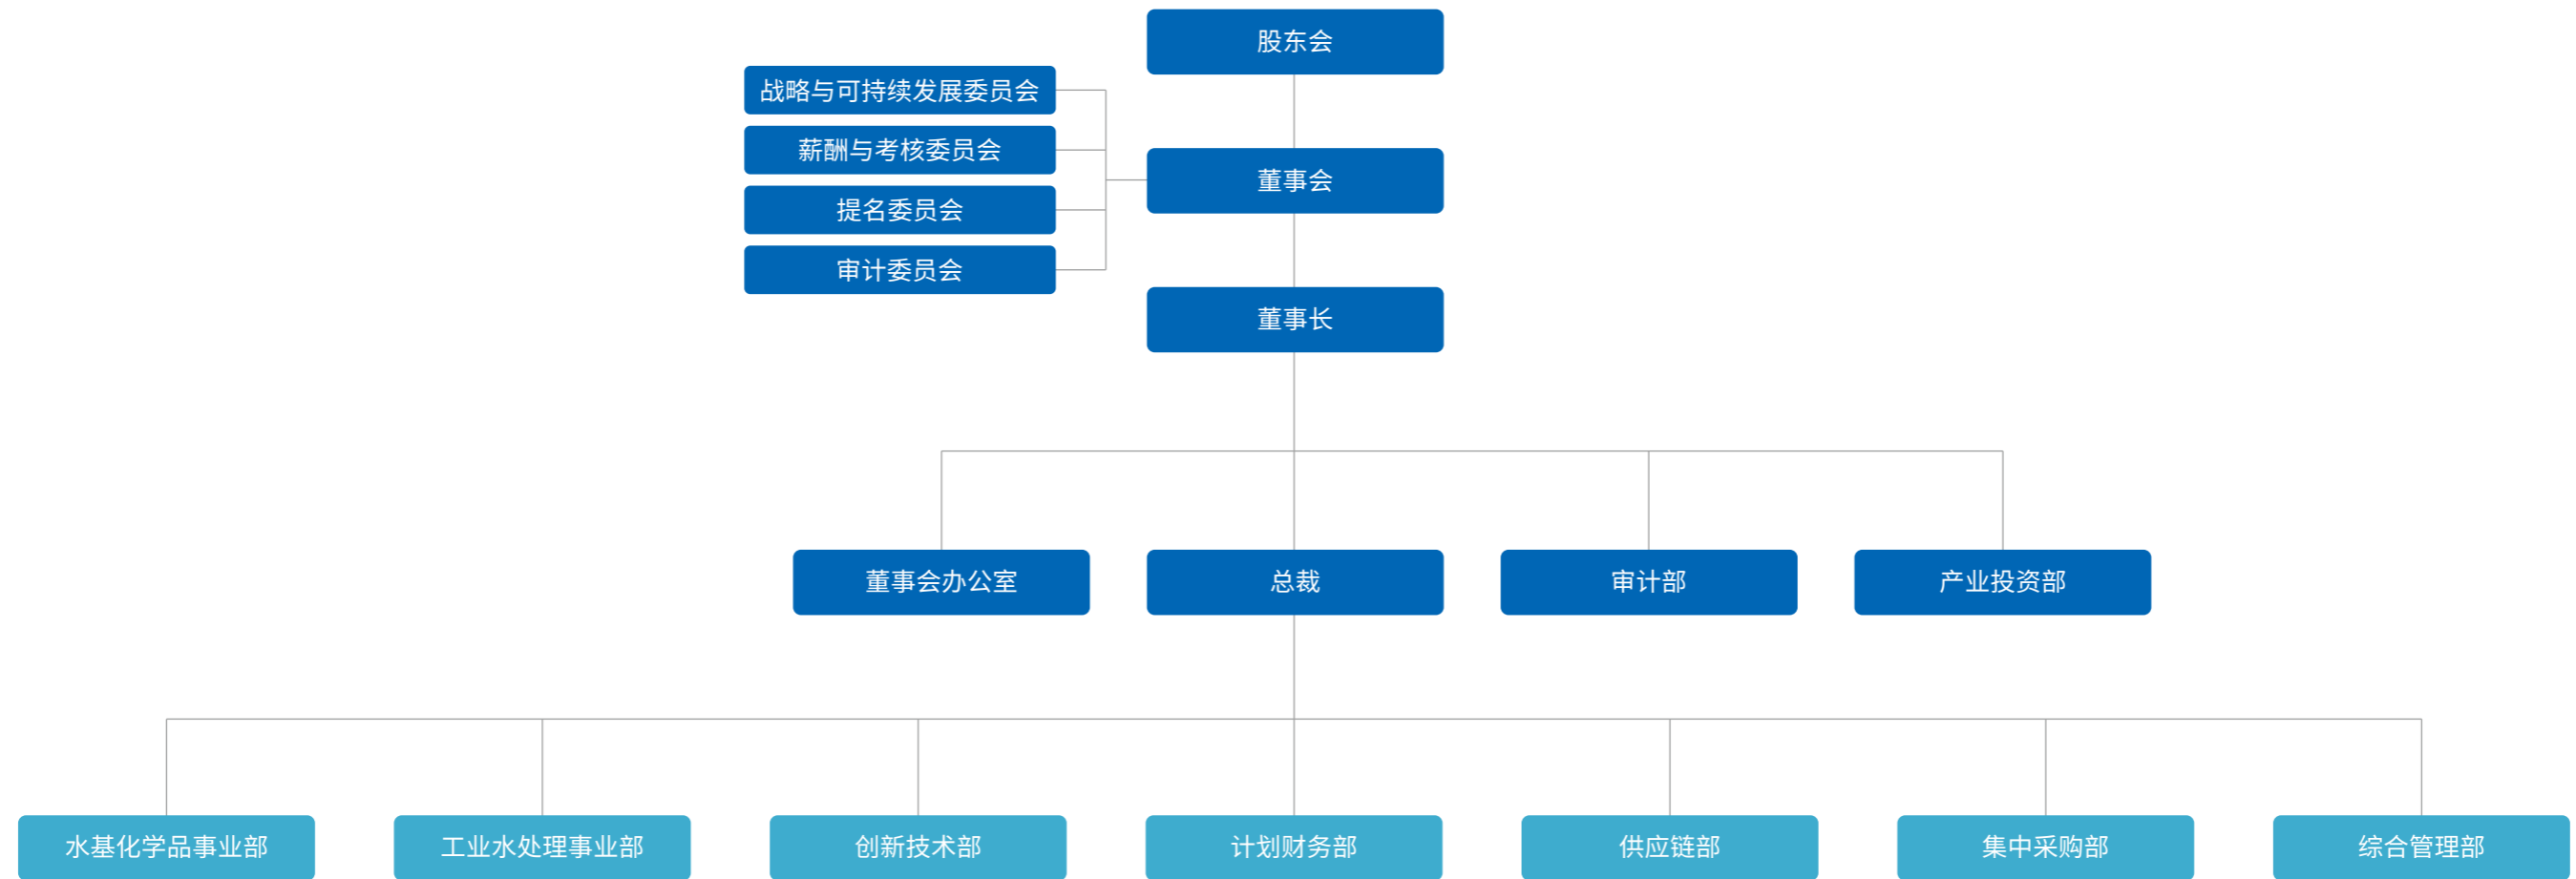 股东会
战略与可持续发展委员会
薪酬与考核委员会
董事会
提名委员会
审计委员会
董事长
董事会办公室
总裁
审计部
产业投资部
水基化学品事业部
工业水处理事业部
创新技术部
计划财务部
供应链部
集中采购部
综合管理部